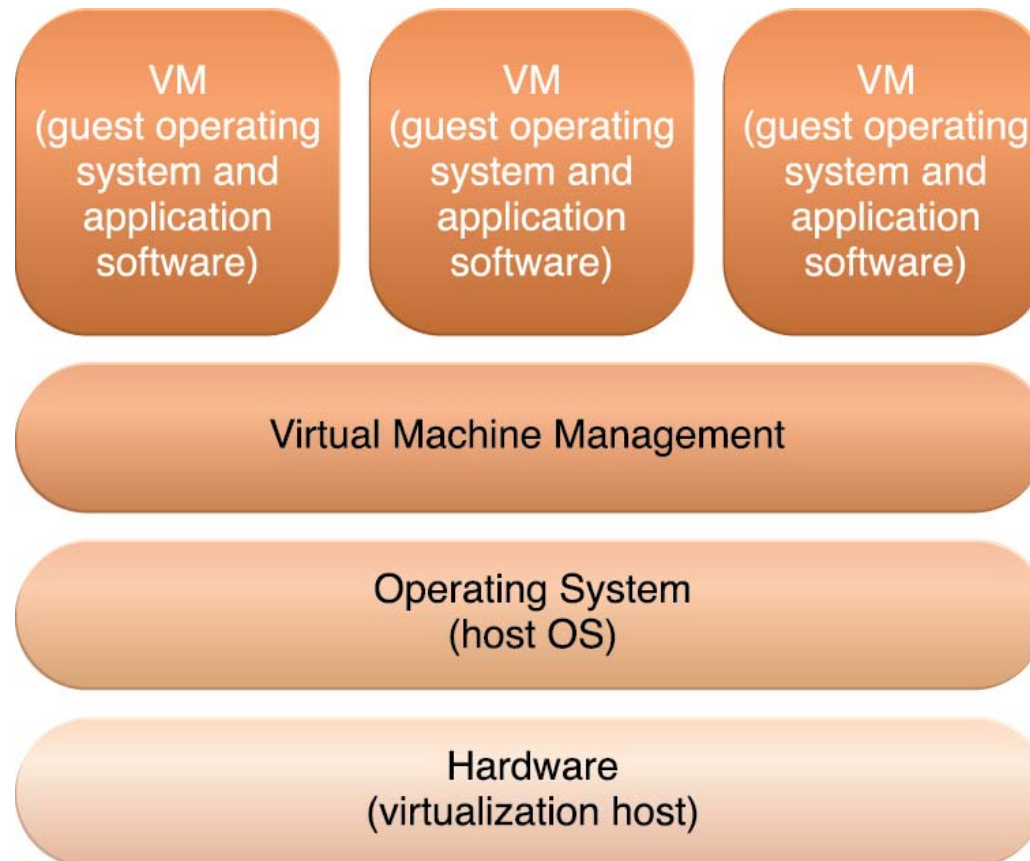 VM
(guest operating
system and
application
software)
VM
(guest operating
system and
application
software)
VM
(guest operating
system and
application
software)
Virtual Machine Management
Operating System
(host OS)
Hardware
(virtualization host)